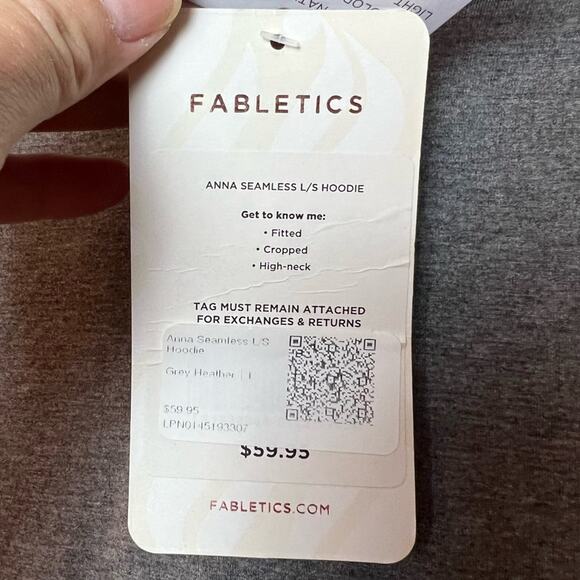 LIGHT
FABLETICS
ANNA SEAMLESS L/S HOODIE
Get to know me:
• Fitted
• Cropped
• High-neck
TAG MUST REMAIN ATTACHED
FOR EXCHANGES & RETURNS
Anna Seamless L/S
Hoodie
Grey Heather |
$59.95
LPN0145193307
$59.95
FABLETICS.COM